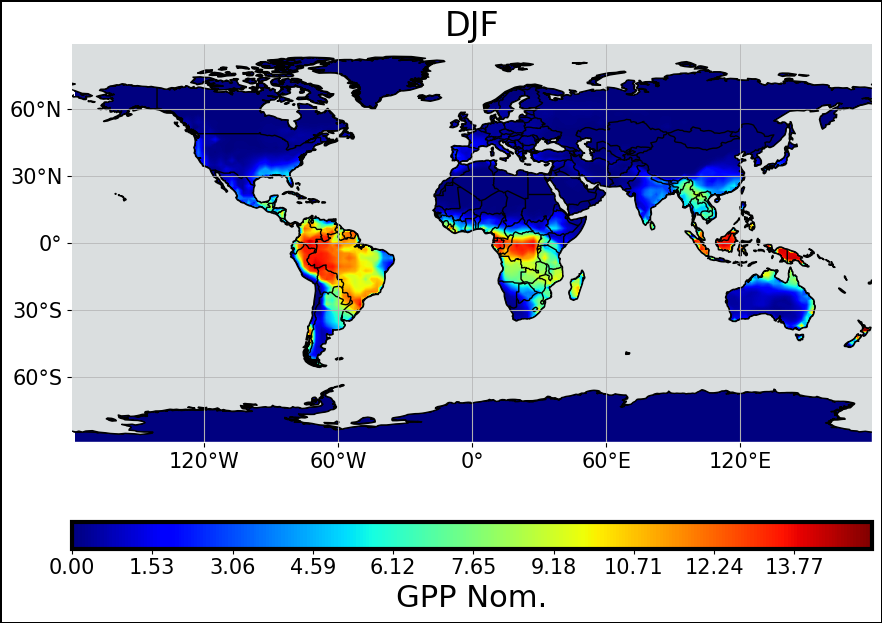 DJF
60°N
30°N
0°
30°S
60°S
120°W 60°W 0° 60°E 120°E
0.00 1.53 3.06 4.59 6.12 7.65 9.18 10.71 12.24 13.77
GPP Nom.